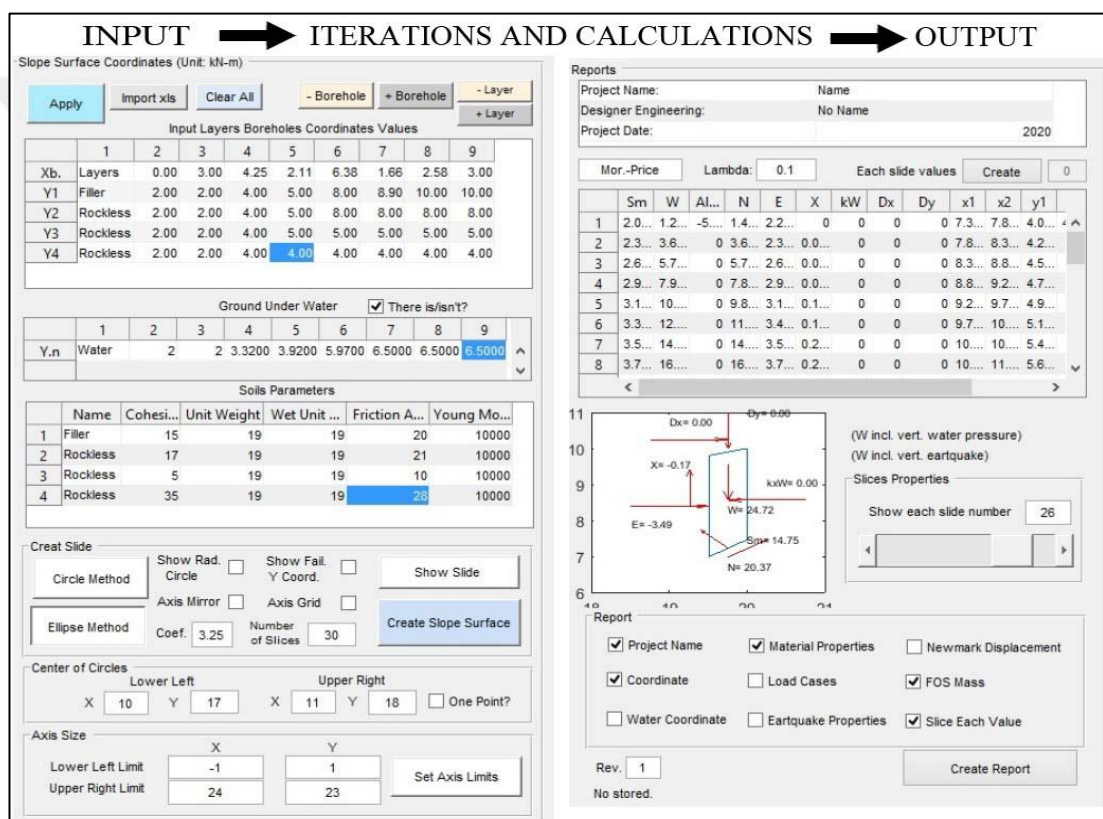 INPUT ITERATIONS AND CALCULATIONS OUTPUT
Slope Surface Coordinates (Unit: kN-m)
Apply Import xls Clear All - Borehole + Borehole - Layer
+ Layer
Input Layers Boreholes Coordinates Values
1 2 3 4 5 6 7 8 9
Xb. Layers 0.00 3.00 4.25 2.11 6.38 1.66 2.58 3.00
Y1 Filler 2.00 2.00 4.00 5.00 8.00 8.90 10.00 10.00
Y2 Rockless 2.00 2.00 4.00 5.00 8.00 8.00 8.00 8.00
Y3 Rockless 2.00 2.00 4.00 5.00 5.00 5.00 5.00 5.00
Y4 Rockless 2.00 2.00 4.00 4.00 4.00 4.00 4.00 4.00
Ground Under Water There is/isn't?
1 2 3 4 5 6 7 8 9
Y.n Water 2 2 3.3200 3.9200 5.9700 6.5000 6.5000 6.5000
Soils Parameters
Name Cohesi... Unit Weight Wet Unit ... Friction A... Young Mo...
1 Filler 15 19 19 20 10000
2 Rockless 17 19 19 21 10000
3 Rockless 5 19 19 10 10000
4 Rockless 35 19 19 28 10000
Creat Slide
Circle Method Show Rad. Circle Show Fail. Y Coord. Show Slide
Axis Mirror Axis Grid
Ellipse Method Coef. 3.25 Number of Slices 30 Create Slope Surface
Center of Circles
Lower Left Upper Right
X 10 Y 17 X 11 Y 18 One Point?
Axis Size
X Y
Lower Left Limit -1 1
Upper Right Limit 24 23
Set Axis Limits
Reports
Project Name: Name
Designer Engineering: No Name
Project Date: 2020
Mor.-Price Lambda: 0.1 Each slide values Create 0
Sm W Al... N E X kW Dx Dy x1 x2 y1
1 2.0... 1.2... -5.... 1.4... 2.2... 0 0 0 0 7.3... 7.8... 4.0...
2 2.3... 3.6... 0 3.6... 2.3... 0.0... 0 0 0 7.8... 8.3... 4.2...
3 2.6... 5.7... 0 5.7... 2.6... 0.0... 0 0 0 8.3... 8.8... 4.5...
4 2.9... 7.9... 0 7.8... 2.9... 0.0... 0 0 0 8.8... 9.2... 4.7...
5 3.1... 10.... 0 9.8... 3.1... 0.1... 0 0 0 9.2... 9.7... 4.9...
6 3.3... 12.... 0 11.... 3.4... 0.1... 0 0 0 9.7... 10.... 5.1...
7 3.5... 14.... 0 14.... 3.5... 0.2... 0 0 0 10.... 10.... 5.4...
8 3.7... 16.... 0 16.... 3.7... 0.2... 0 0 0 10.... 11.... 5.6...
11
10
9
8
7
6
18 19 20 21
Dy= 0.00
Dx= 0.00
X= -0.17
kxW= 0.00
W= 24.72
E= -3.49
Sm= 14.75
N= 20.37
(W incl. vert. water pressure)
(W incl. vert. eartquake)
Slices Properties
Show each slide number 26
Report
Project Name Material Properties Newmark Displacement
Coordinate Load Cases FOS Mass
Water Coordinate Eartquake Properties Slice Each Value
Rev. 1 Create Report
No stored.